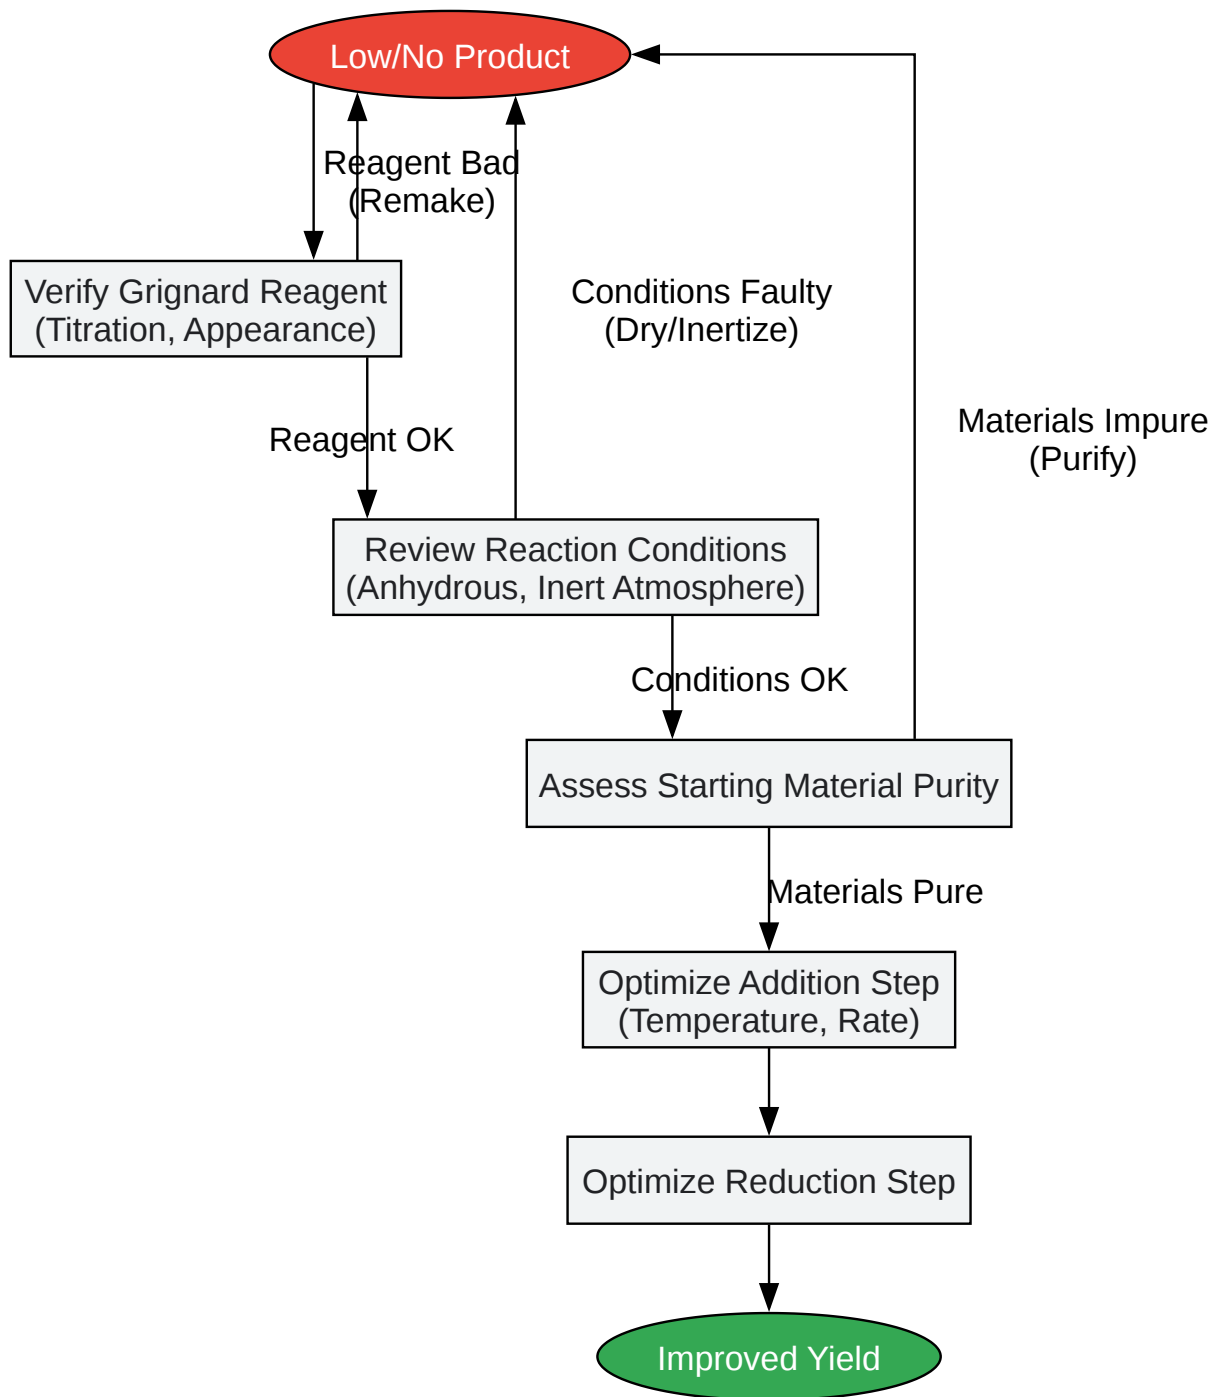 Low/No Product
Reagent Bad
(Remake)
Verify Grignard Reagent
(Titration, Appearance)
Conditions Faulty
(Dry/Inertize)
Materials Impure
(Purify)
Reagent OK
Review Reaction Conditions
(Anhydrous, Inert Atmosphere)
Conditions OK
Assess Starting Material Purity
Materials Pure
Optimize Addition Step
(Temperature, Rate)
Optimize Reduction Step
Improved Yield